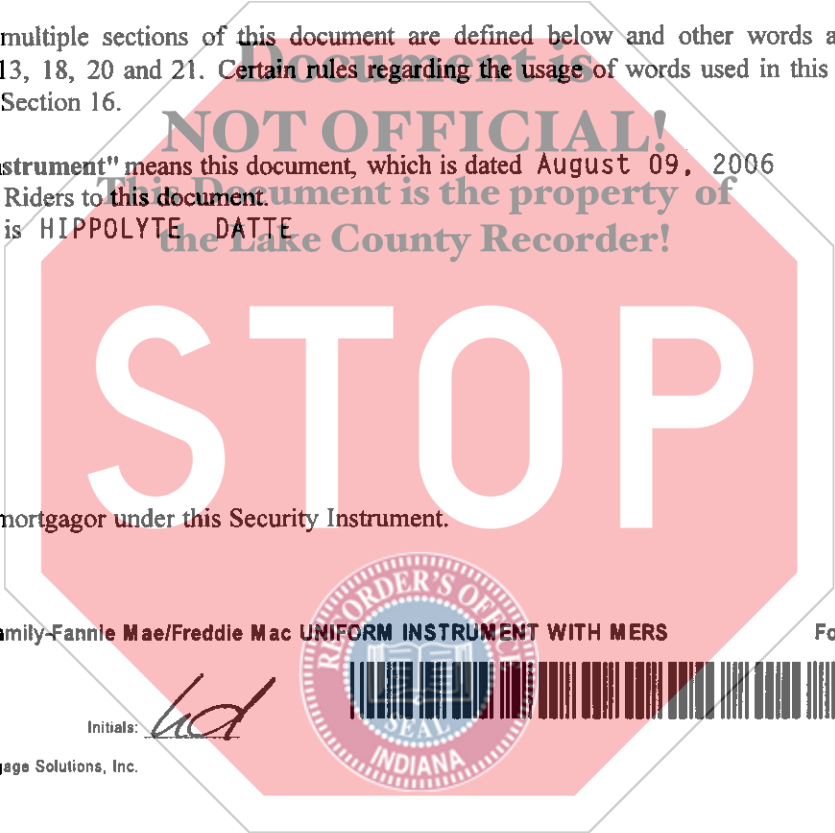 multiple sections of this document are defined below and other words a
Document is
13, 18, 20 and 21. Certain rules regarding the usage of words used in this
Section 16.
NOT OFFICIAL!
strument" means this document, which is dated August 09, 2006
This Document is the property of
Riders to this document.
is HIPPOLYTE DATTE
the Lake County Recorder!
STOP
mortgagor under this Security Instrument.
RECORDER'S OFFICE
amily-Fannie Mae/Freddie Mac UNIFORM INSTRUMENT WITH MERS Fo
Initials: hd
SEAL
INDIANA
gage Solutions, Inc.